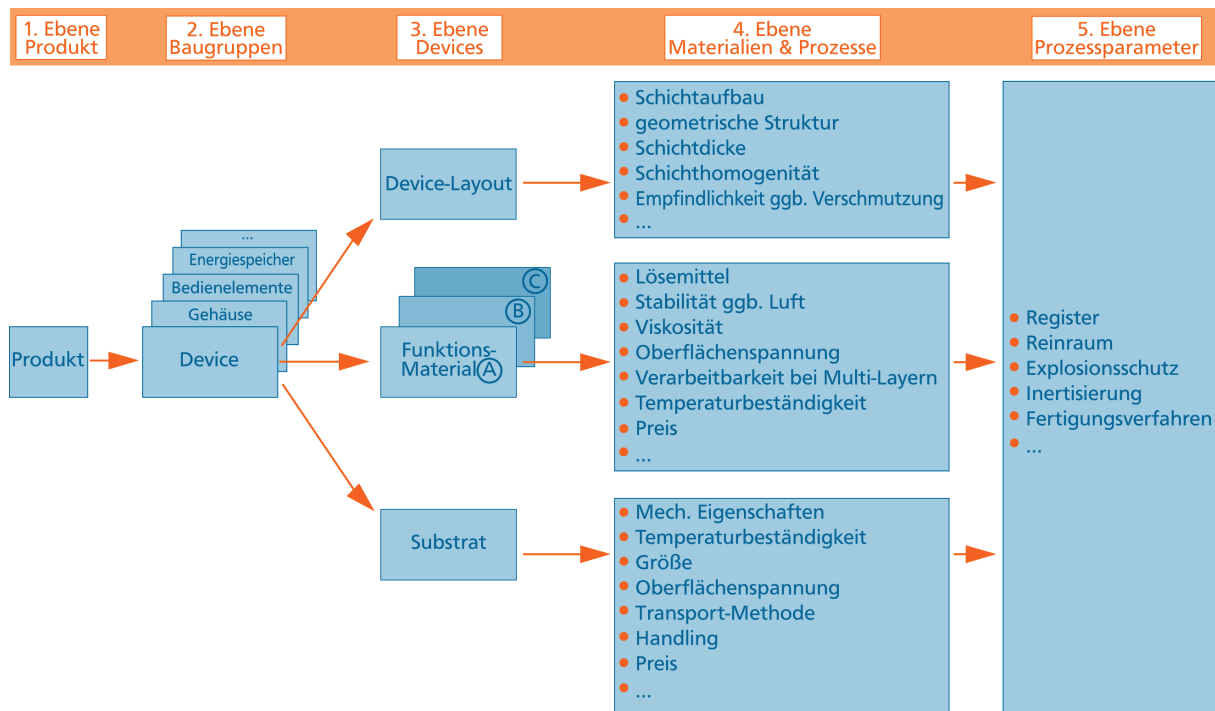 1. Ebene
Produkt
2. Ebene
Baugruppen
3. Ebene
Devices
4. Ebene
Materialien & Prozesse
5. Ebene
Prozessparameter
Produkt
...
Energiespeicher
Bedienelemente
Gehäuse
Device
Device-Layout
C
B
Funktions-
Material A
Substrat
• Schichtaufbau
• geometrische Struktur
• Schichtdicke
• Schichthomogenität
• Empfindlichkeit ggb. Verschmutzung
• ...
• Lösemittel
• Stabilität ggb. Luft
• Viskosität
• Oberflächenspannung
• Verarbeitbarkeit bei Multi-Layern
• Temperaturbeständigkeit
• Preis
• ...
• Mech. Eigenschaften
• Temperaturbeständigkeit
• Größe
• Oberflächenspannung
• Transport-Methode
• Handling
• Preis
• ...
• Register
• Reinraum
• Explosionsschutz
• Inertisierung
• Fertigungsverfahren
• ...